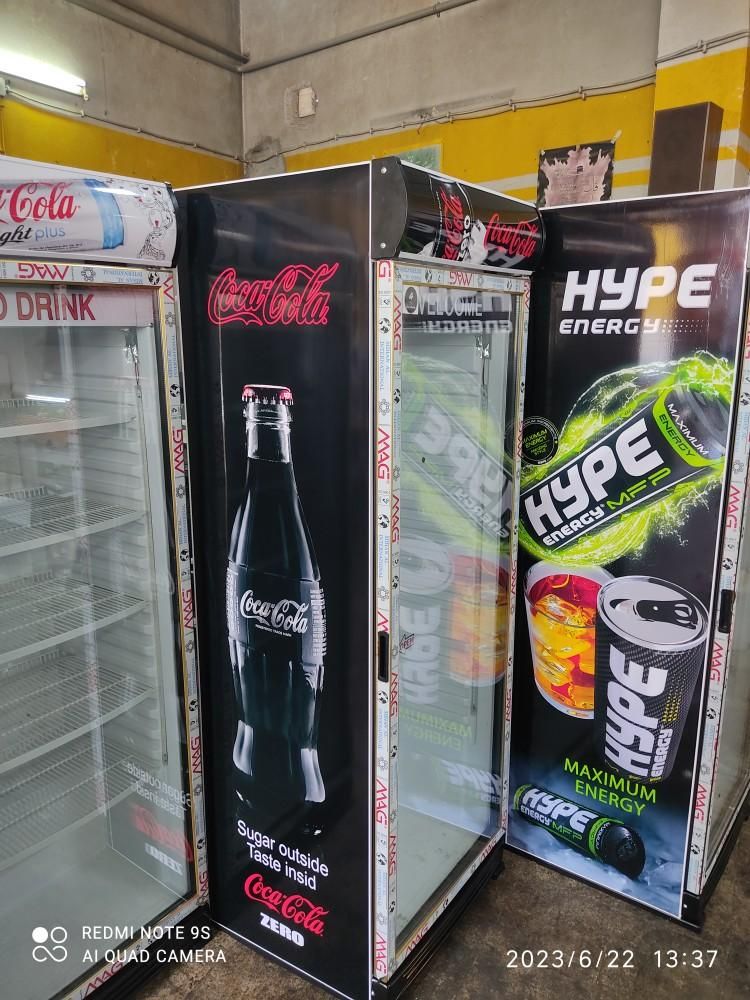 Coca-Cola
light plus
D DRINK
Coca-Cola
Coca-Cola
Sugar outside
Taste insid
Coca-Cola
ZERO
Coca-Cola
WELCOME
MAG
HYPE
ENERGY
MAXIMUM
ENERGY
HYPE
ENERGY MFP
HYPE
ENERGY
MAXIMUM
ENERGY
HYPE
ENERGY MFP
REDMI NOTE 9S
AI QUAD CAMERA
2023/6/22 13:37